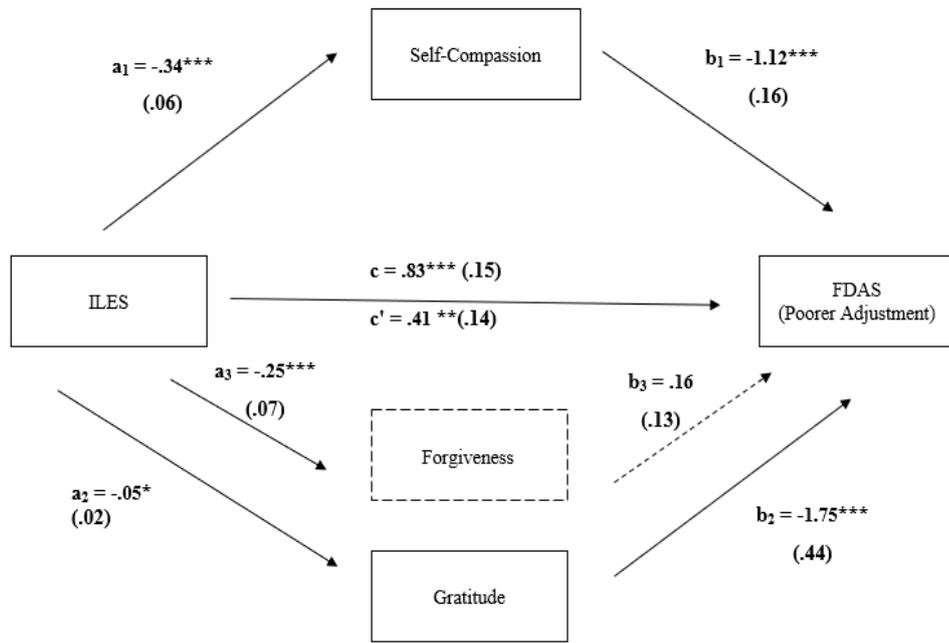 Self-Compassion
a₁ = -.34***
(.06)
b₁ = -1.12***
(.16)
ILES
c = .83*** (.15)
c' = .41 **(.14)
FDAS
(Poorer Adjustment)
a₃ = -.25***
(.07)
b₃ = .16
(.13)
Forgiveness
a₂ = -.05*
(.02)
b₂ = -1.75***
(.44)
Gratitude